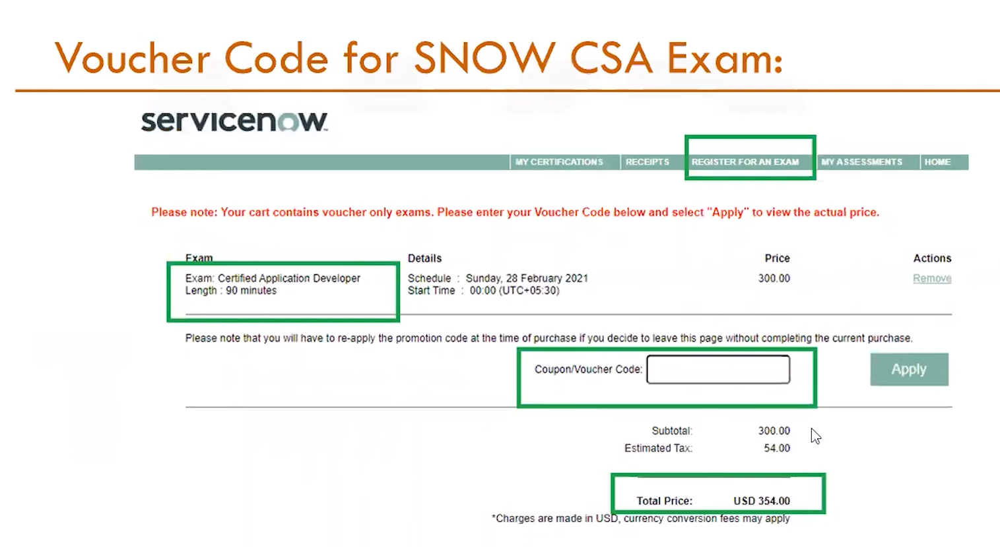 Voucher Code for SNOW CSA Exam:
servicenow
MY CERTIFICATIONS RECEIPTS REGISTER FOR AN EXAM MY ASSESSMENTS HOME
Please note: Your cart contains voucher only exams. Please enter your Voucher Code below and select "Apply" to view the actual price.
Exam Details Price Actions
Exam: Certified Application Developer Schedule : Sunday, 28 February 2021 300.00 Remove
Length : 90 minutes Start Time : 00:00 (UTC+05:30)
Please note that you will have to re-apply the promotion code at the time of purchase if you decide to leave this page without completing the current purchase.
Coupon/Voucher Code: Apply
Subtotal: 300.00
Estimated Tax: 54.00
Total Price: USD 354.00
*Charges are made in USD, currency conversion fees may apply